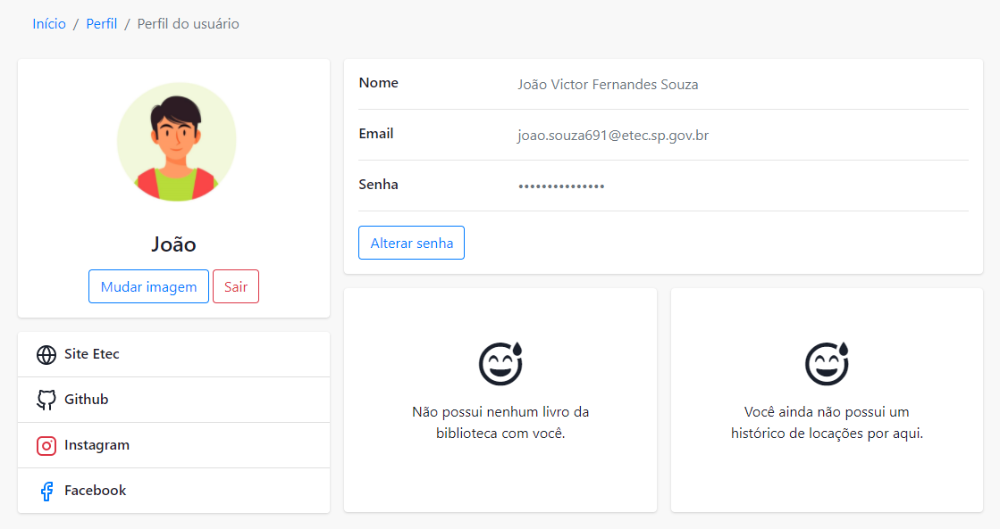 Início / Perfil / Perfil do usuário
João
Mudar imagem
Sair
Site Etec
Github
Instagram
Facebook
Nome João Victor Fernandes Souza
Email joao.souza691@etec.sp.gov.br
Senha •••••••••••••••
Alterar senha
Não possui nenhum livro da
biblioteca com você.
Você ainda não possui um
histórico de locações por aqui.